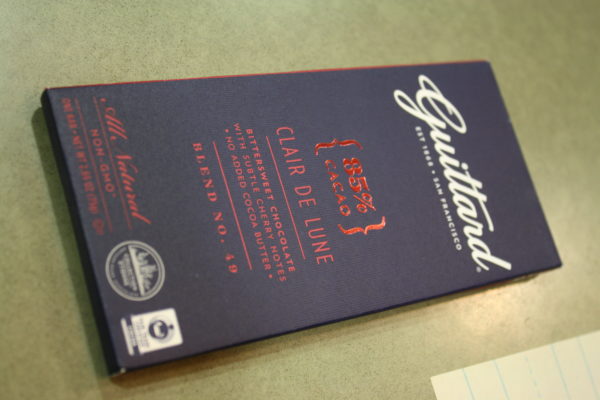 Guittard.
EST 1868 • SAN FRANCISCO
85%
CACAO
CLAIR DE LUNE
BITTERSWEET CHOCOLATE
WITH SUBTLE CHERRY NOTES
• NO ADDED COCOA BUTTER •
BLEND NO. 49
All Natural
NON-GMO